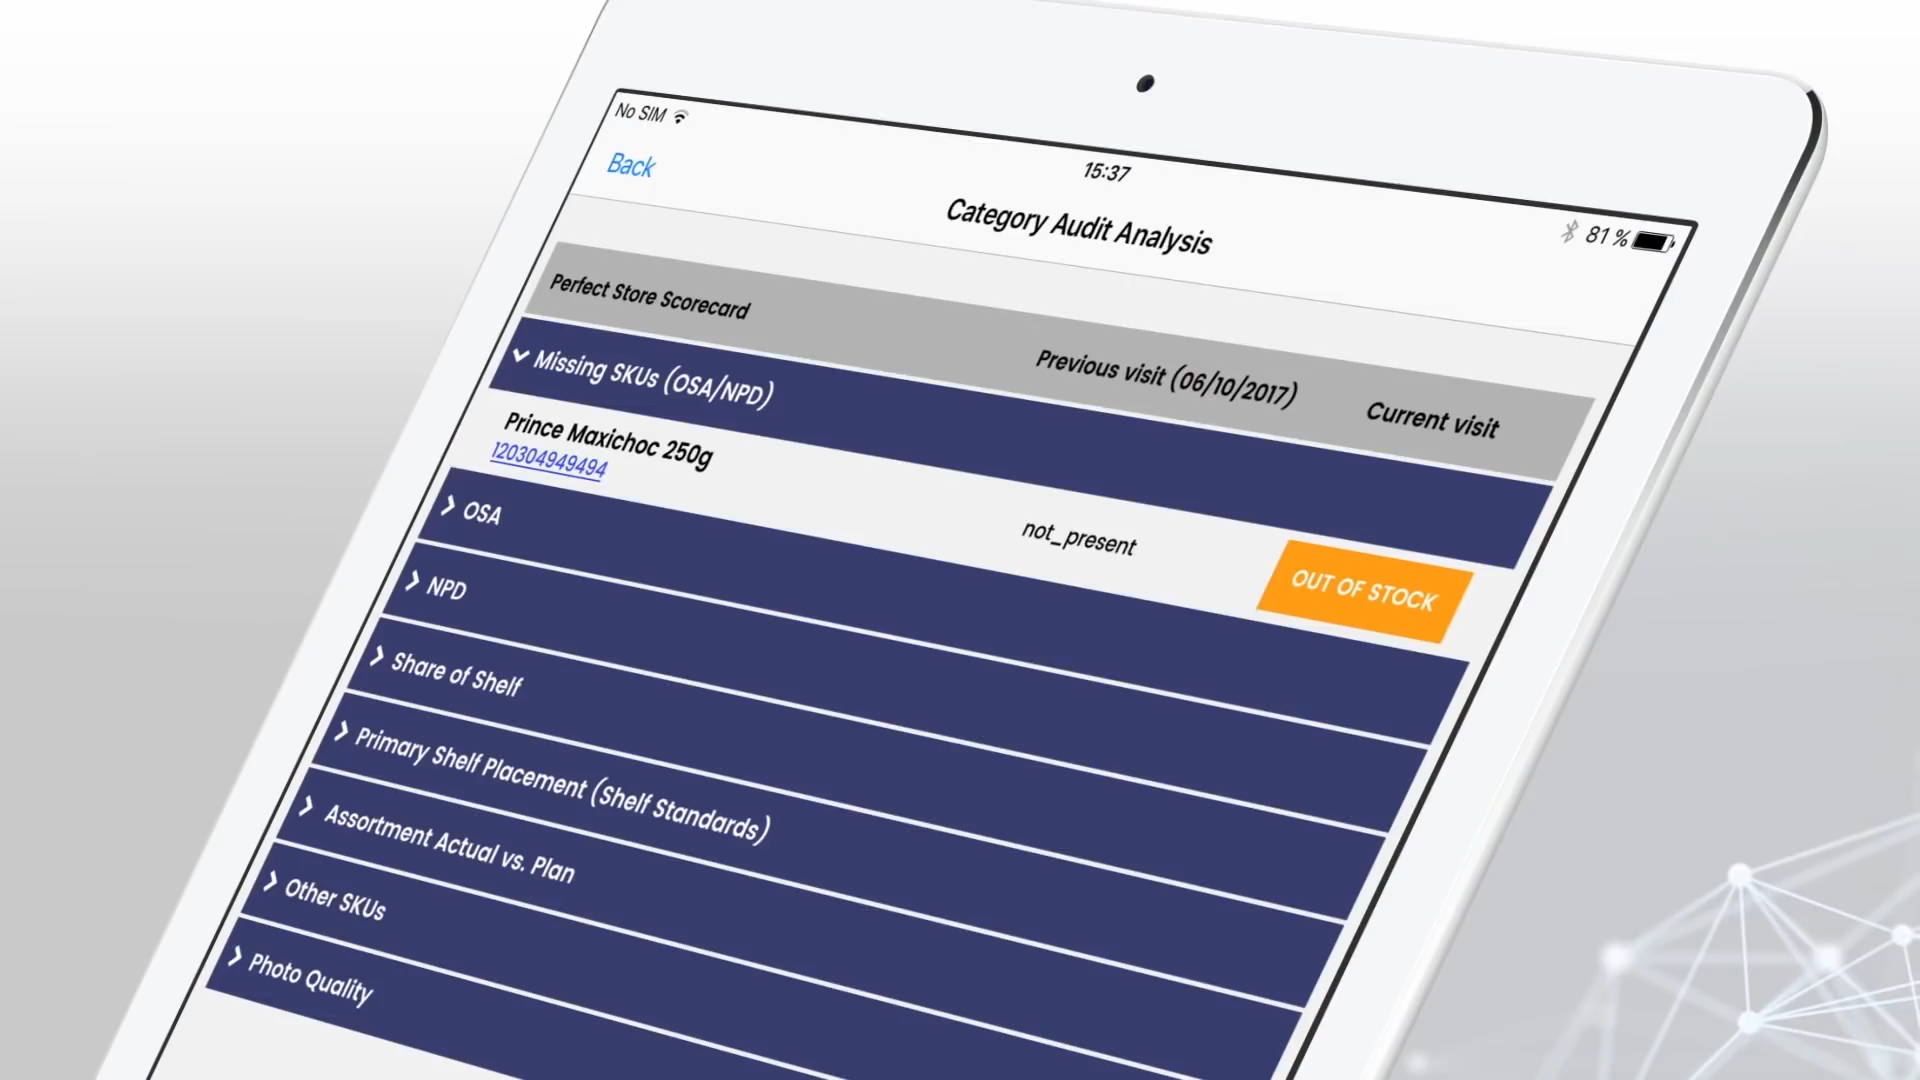 No SIM
15:37
81 %
Back
Category Audit Analysis
Perfect Store Scorecard
Previous visit (06/10/2017)
Current visit
Missing SKUs (OSA/NPD)
Prince Maxichoc 250g
120304949494
not_present
OUT OF STOCK
OSA
NPD
Share of Shelf
Primary Shelf Placement (Shelf Standards)
Assortment Actual vs. Plan
Other SKUs
Photo Quality